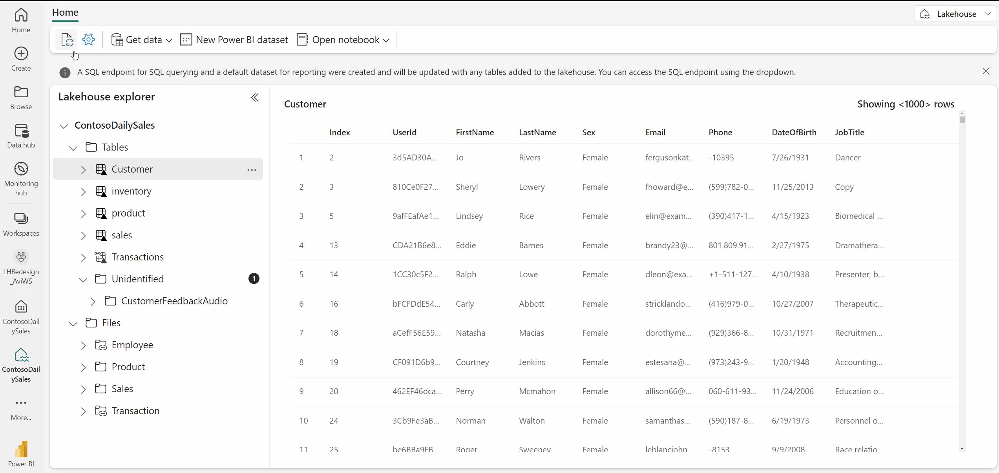 Home
Lakehouse
Home
Create
Browse
Data hub
Monitoring
hub
Workspaces
LHRedesign
_AviWS
ContosoDail
ySales
ContosoDail
ySales
More...
Power BI
Get data
New Power BI dataset
Open notebook
A SQL endpoint for SQL querying and a default dataset for reporting were created and will be updated with any tables added to the lakehouse. You can access the SQL endpoint using the dropdown.
Lakehouse explorer
ContosoDailySales
Tables
Customer
inventory
product
sales
Transactions
Unidentified 1
CustomerFeedbackAudio
Files
Employee
Product
Sales
Transaction
Customer Showing <1000> rows
Index UserId FirstName LastName Sex Email Phone DateOfBirth JobTitle
1 2 3d5AD30A... Jo Rivers Female fergusonkat... -10395 7/26/1931 Dancer
2 3 810Ce0F27... Sheryl Lowery Female fhoward@e... (599)782-0... 11/25/2013 Copy
3 5 9afFEafAe1... Lindsey Rice Female elin@exam... (390)417-1... 4/15/1923 Biomedical ...
4 13 CDA21B6e8... Eddie Barnes Female brandy23@... 801.809.91... 2/27/1975 Dramathera...
5 14 1CC30c5F2... Ralph Lowe Female dleon@exa... +1-511-127... 4/10/1938 Presenter, b...
6 16 bFCFDdE54... Carly Abbott Female stricklando... (416)979-0... 10/27/2007 Therapeutic...
7 18 aCefF56E59... Natasha Macias Female dorothyme... (929)366-8... 10/31/1971 Recruitmen...
8 19 CF091D6b9... Courtney Jenkins Female estesana@... (973)243-9... 1/20/1948 Accounting...
9 20 462EF46dca... Perry Mcmahon Female allison66@... 060-611-93... 11/24/2006 Education o...
10 24 3Cb9Fe3aB... Norman Walton Female samanthas... (590)187-8... 6/19/1973 Personnel o...
11 25 be6BBa9EB... Roger Sweeney Female leblancjohn... -8153 9/9/2008 Race relatio...